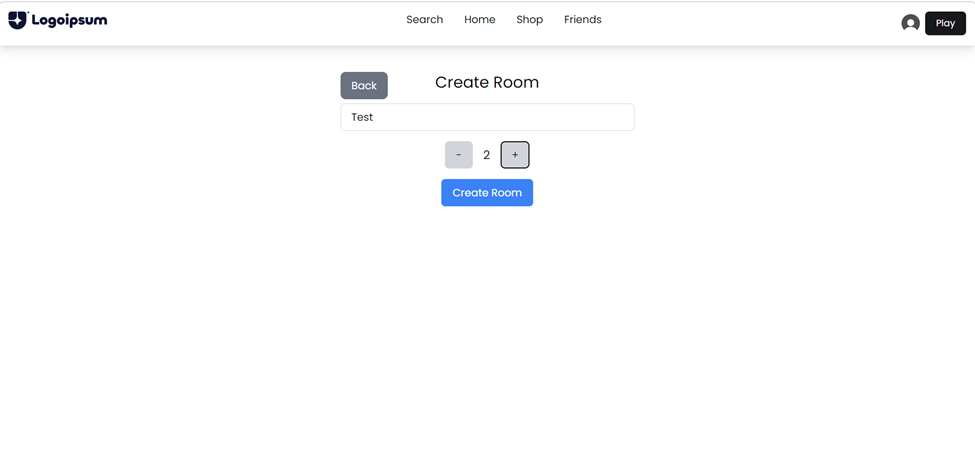 Logoipsum
Search Home Shop Friends
Play
Back
Create Room
Test
- 2 +
Create Room